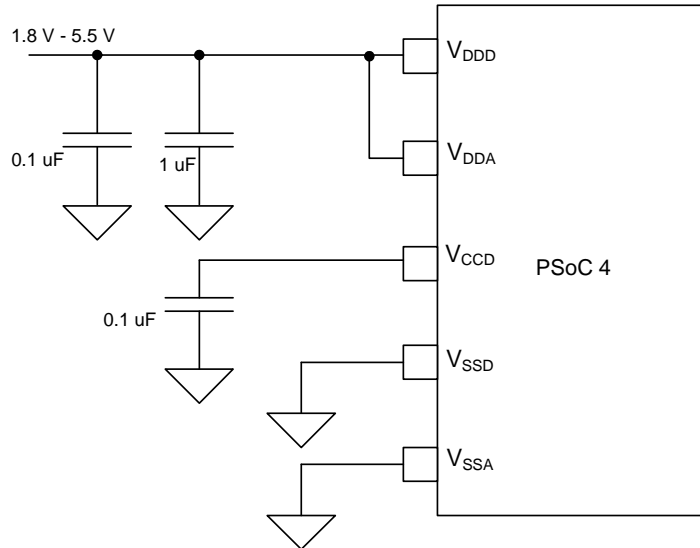 1.8 V - 5.5 V
VDDD
0.1 uF
1 uF
VDDA
VCCD
PSoC 4
0.1 uF
VSSD
VSSA